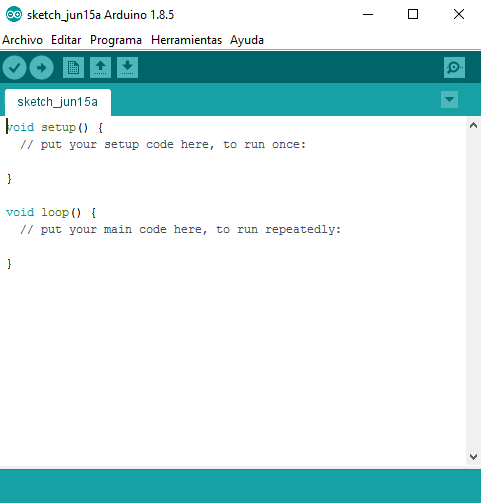 sketch_jun15a Arduino 1.8.5
Archivo Editar Programa Herramientas Ayuda
sketch_jun15a
void setup() {
  // put your setup code here, to run once:
}
void loop() {
  // put your main code here, to run repeatedly:
}